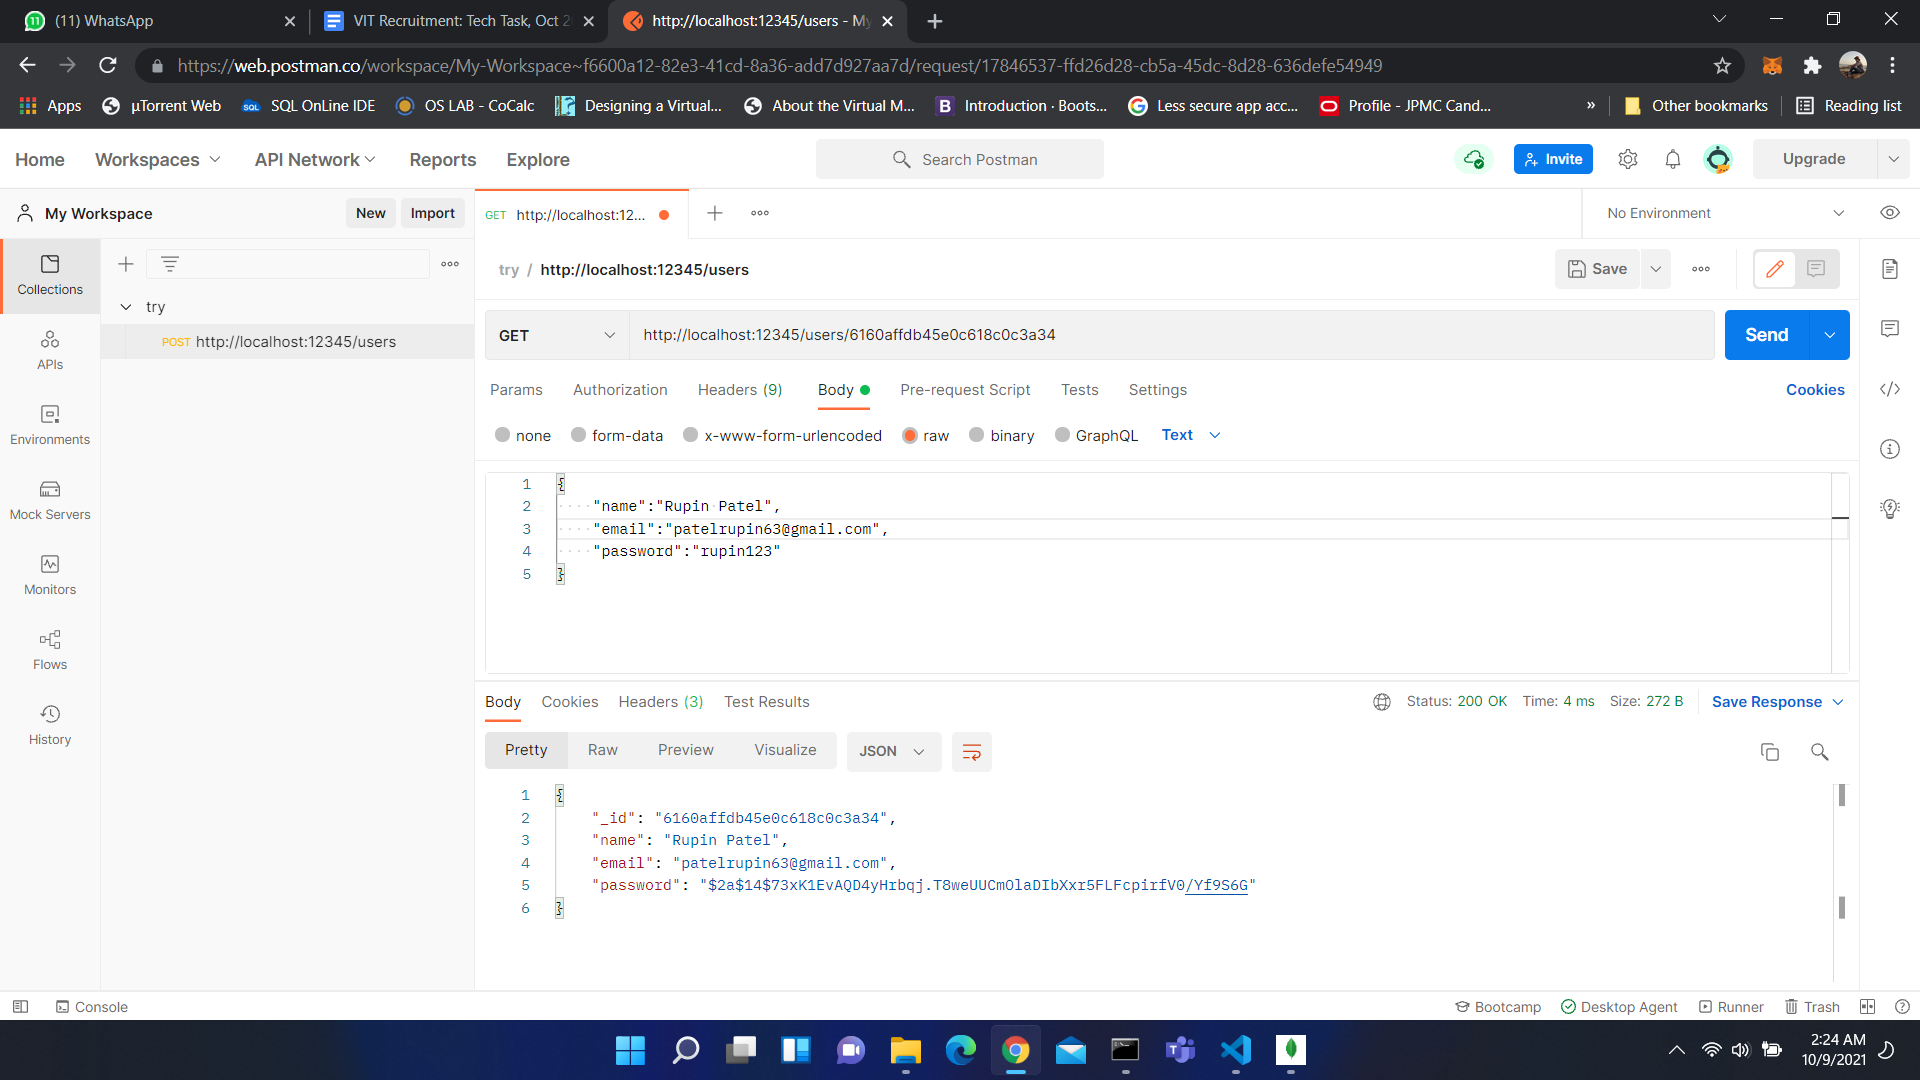 (11) WhatsApp
VIT Recruitment: Tech Task, Oct 2
http://localhost:12345/users - My
https://web.postman.co/workspace/My-Workspace~f6600a12-82e3-41cd-8a36-add7d927aa7d/request/17846537-ffd26d28-cb5a-45dc-8d28-636defe54949
Apps
µTorrent Web
SQL OnLine IDE
OS LAB - CoCalc
Designing a Virtual...
About the Virtual M...
Introduction · Boots...
Less secure app acc...
Profile - JPMC Cand...
»
Other bookmarks
Reading list
Home
Workspaces
API Network
Reports
Explore
Search Postman
Invite
Upgrade
My Workspace
New
Import
GET http://localhost:12...
No Environment
Collections
APIs
Environments
Mock Servers
Monitors
Flows
History
try
POST http://localhost:12345/users
try / http://localhost:12345/users
Save
GET
http://localhost:12345/users/6160affdb45e0c618c0c3a34
Send
Params
Authorization
Headers (9)
Body
Pre-request Script
Tests
Settings
Cookies
none
form-data
x-www-form-urlencoded
raw
binary
GraphQL
Text
1 {
2 "name":"Rupin Patel",
3 "email":"patelrupin63@gmail.com",
4 "password":"rupin123"
5 }
Body
Cookies
Headers (3)
Test Results
Status: 200 OK
Time: 4 ms
Size: 272 B
Save Response
Pretty
Raw
Preview
Visualize
JSON
1 {
2 "_id": "6160affdb45e0c618c0c3a34",
3 "name": "Rupin Patel",
4 "email": "patelrupin63@gmail.com",
5 "password": "$2a$14$73xK1EvAQD4yHrbqj.T8weUUCmOlaDIbXxr5FLFcpirfV0/Yf9S6G"
6 }
Console
Bootcamp
Desktop Agent
Runner
Trash
2:24 AM
10/9/2021